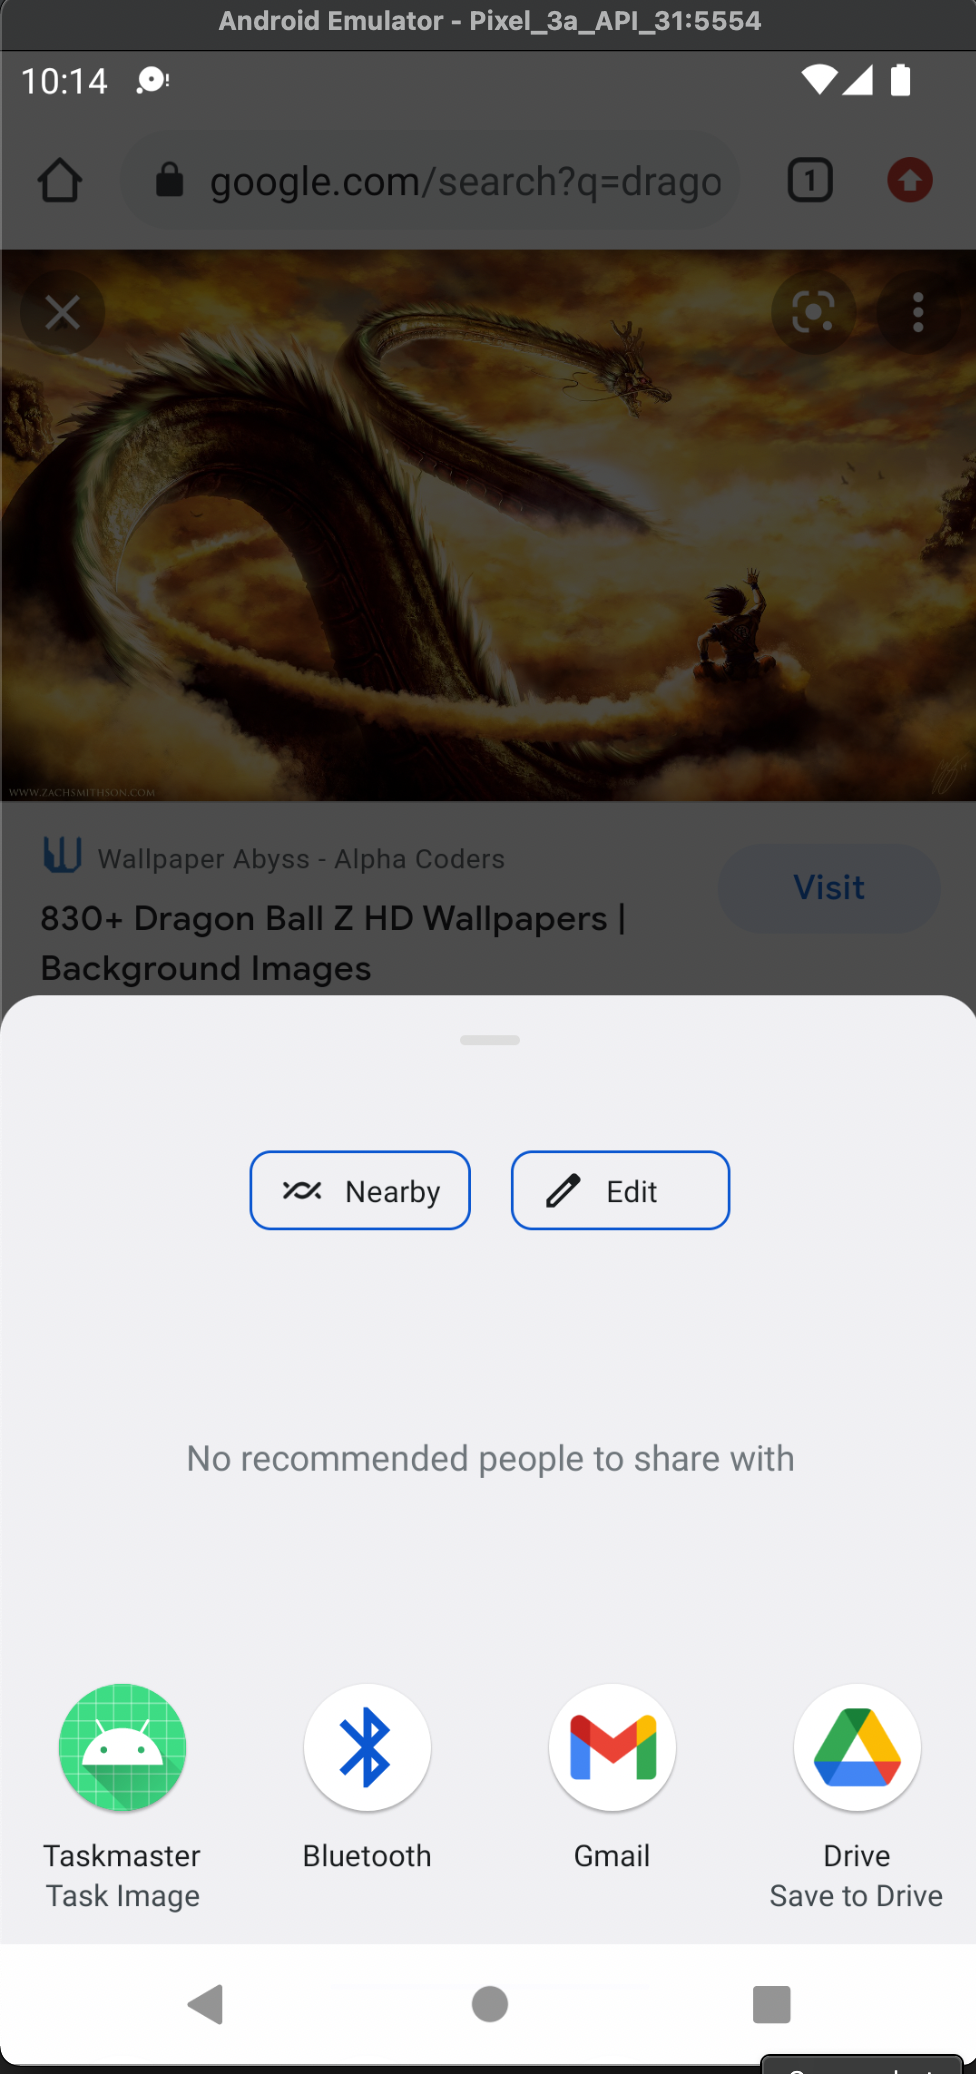 Android Emulator - Pixel_3a_API_31:5554
10:14
google.com/search?q=drago
1
WWW.ZACHSMITHSON.COM
Wallpaper Abyss - Alpha Coders
830+ Dragon Ball Z HD Wallpapers |
Background Images
Visit
Nearby
Edit
No recommended people to share with
Taskmaster
Task Image
Bluetooth
Gmail
Drive
Save to Drive